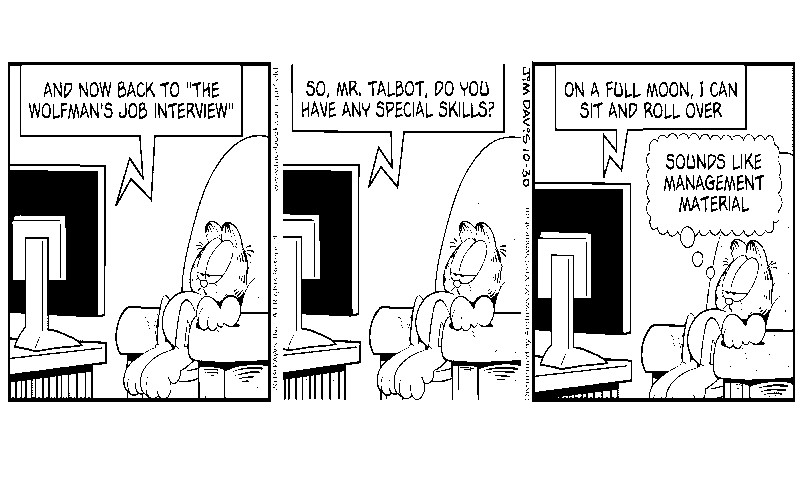 AND NOW BACK TO "THE
WOLFMAN'S JOB INTERVIEW"
SO, MR. TALBOT, DO YOU
HAVE ANY SPECIAL SKILLS?
JIM DAVIS 10-30
ON A FULL MOON, I CAN
SIT AND ROLL OVER
SOUNDS LIKE
MANAGEMENT
MATERIAL